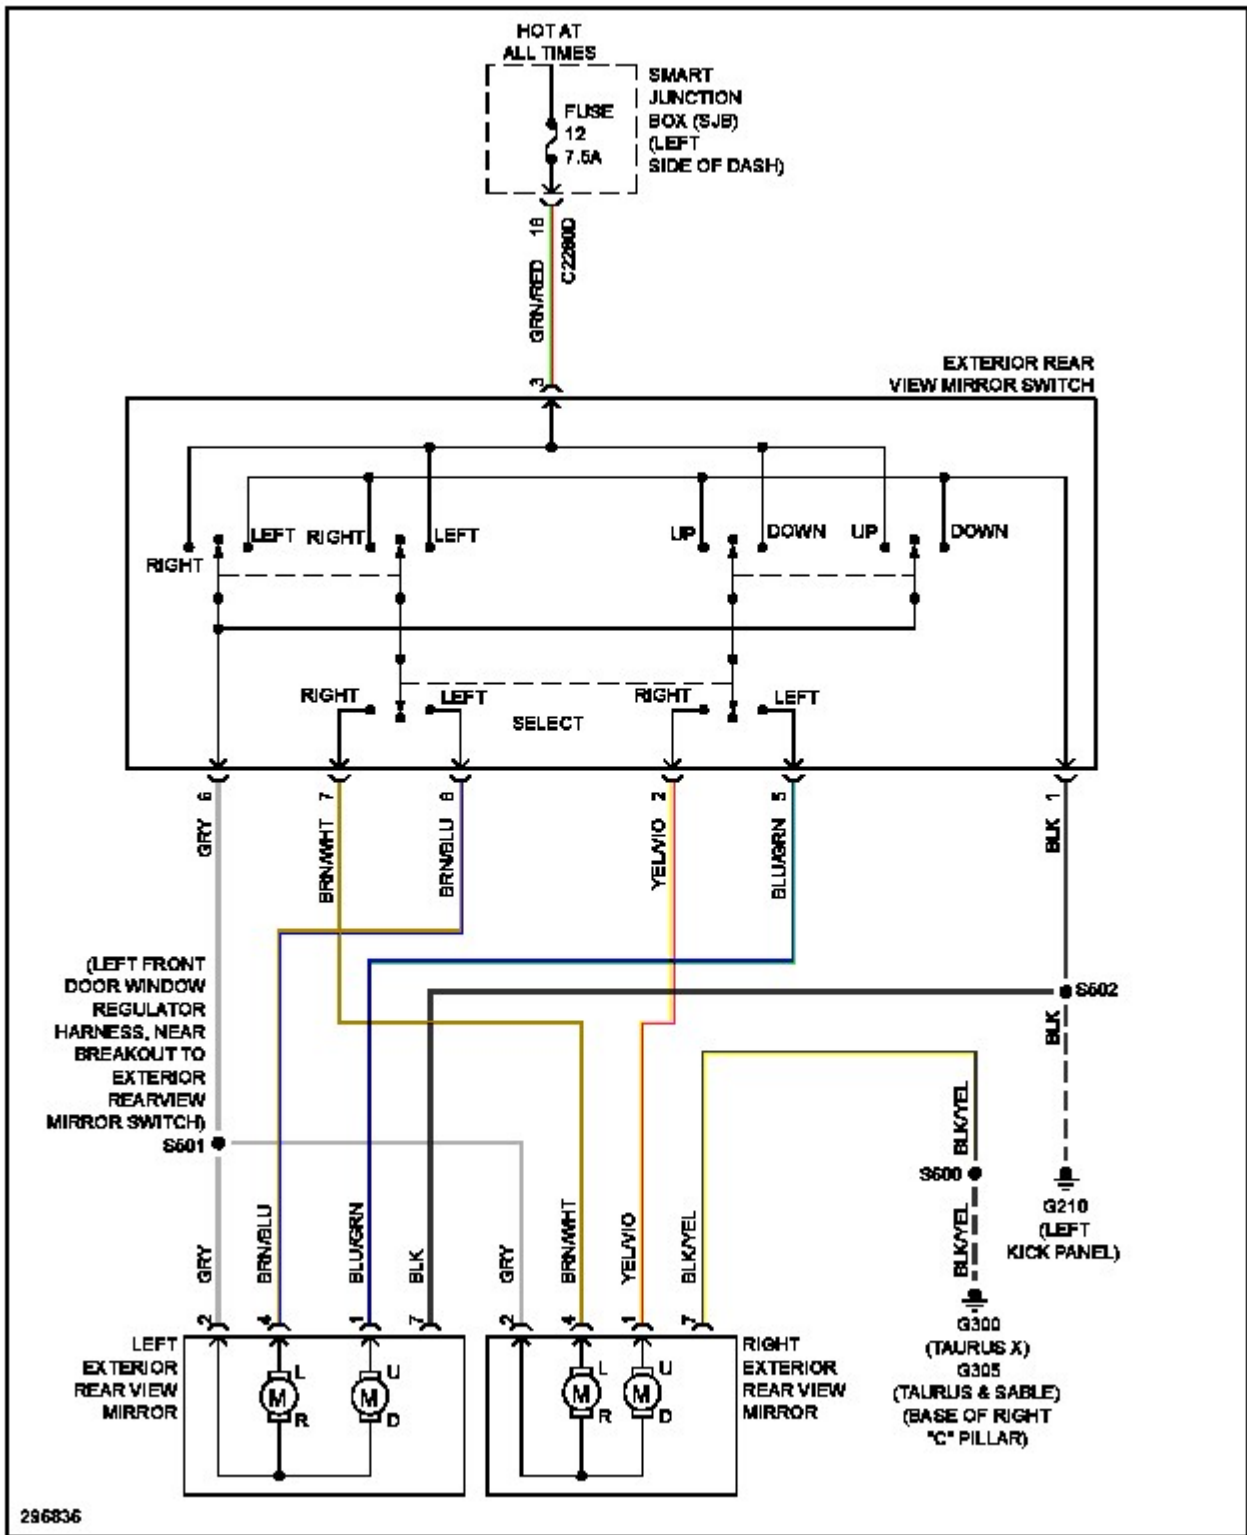 HOT AT
ALL TIMES
SMART
JUNCTION
BOX (SJB)
(LEFT
SIDE OF DASH)
FUSE
12
7.5A
C2280D
GRN/RED
3
EXTERIOR REAR
VIEW MIRROR SWITCH
RIGHT
LEFT
RIGHT
LEFT
UP
DOWN
UP
DOWN
RIGHT
LEFT
SELECT
RIGHT
LEFT
6
7
2
5
1
GRY
BRN/WHT
BRN/BLU
YEL/VIO
BLU/GRN
BLK
(LEFT FRONT
DOOR WINDOW
REGULATOR
HARNESS, NEAR
BREAKOUT TO
EXTERIOR
REARVIEW
MIRROR SWITCH)
S501
S502
BLK
BLK/YEL
S600
BLK/YEL
G210
(LEFT
KICK PANEL)
GRY
BRN/BLU
BLU/GRN
BLK
GRY
BRN/WHT
YEL/VIO
BLK/YEL
2
4
1
7
2
4
1
7
G300
(TAURUS X)
G305
(TAURUS & SABLE)
(BASE OF RIGHT
"C" PILLAR)
LEFT
EXTERIOR
REAR VIEW
MIRROR
L
M
R
U
M
D
L
M
R
U
M
D
RIGHT
EXTERIOR
REAR VIEW
MIRROR
296836